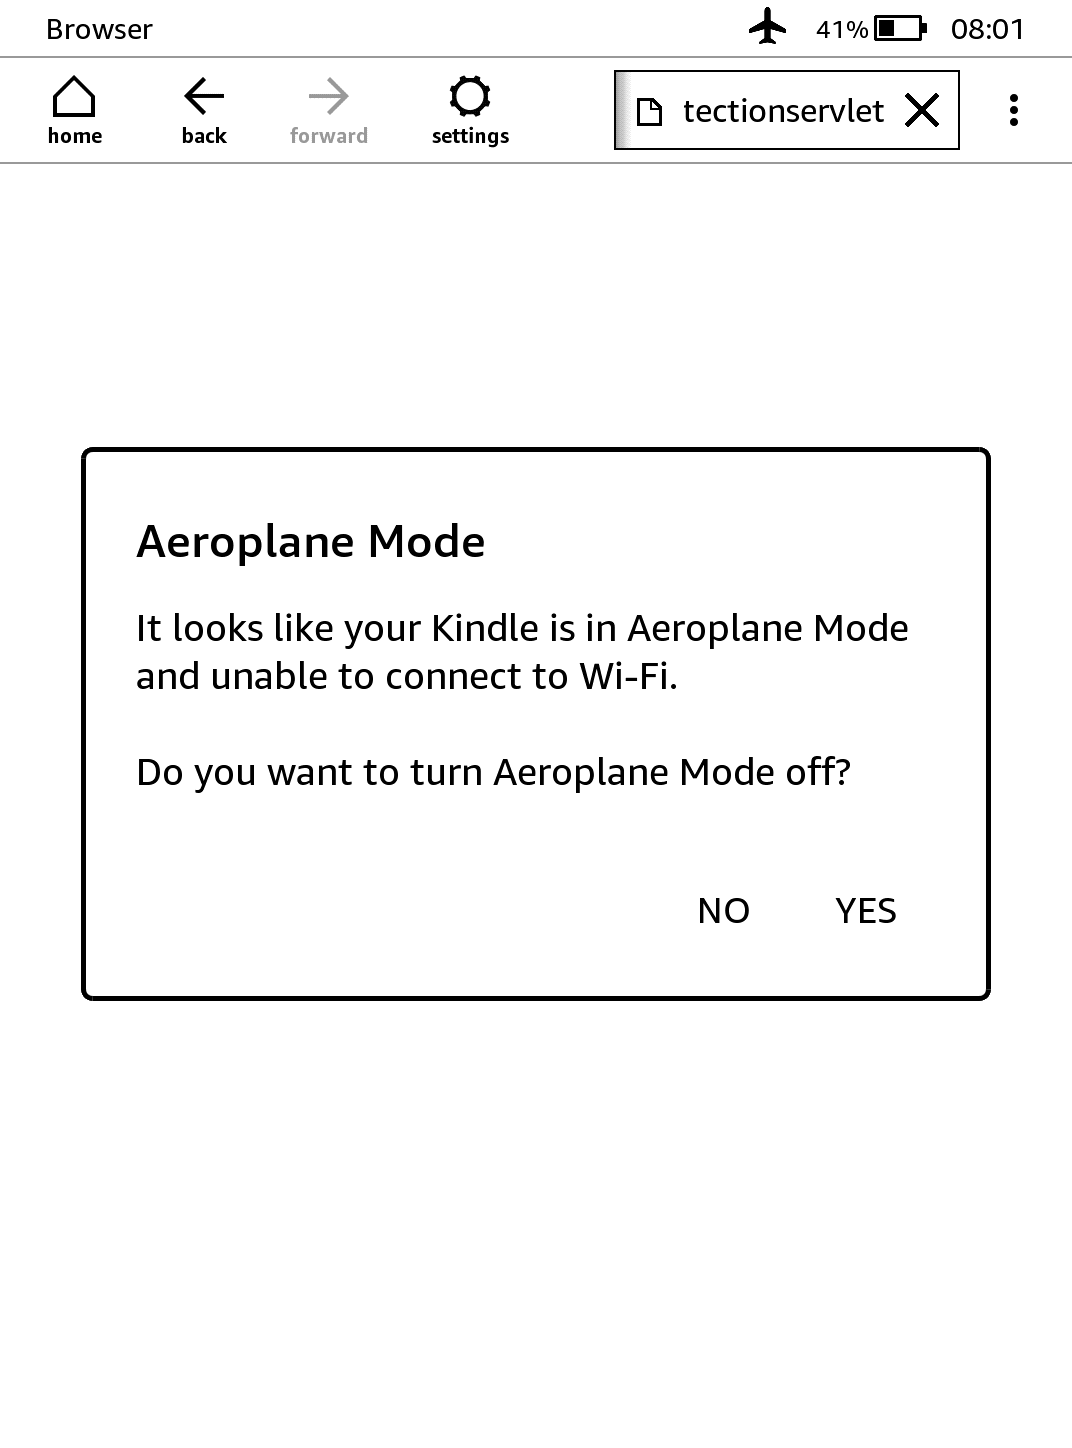 Browser
41%
08:01
home
back
forward
settings
tectionservlet
Aeroplane Mode
It looks like your Kindle is in Aeroplane Mode
and unable to connect to Wi-Fi.
Do you want to turn Aeroplane Mode off?
NO
YES